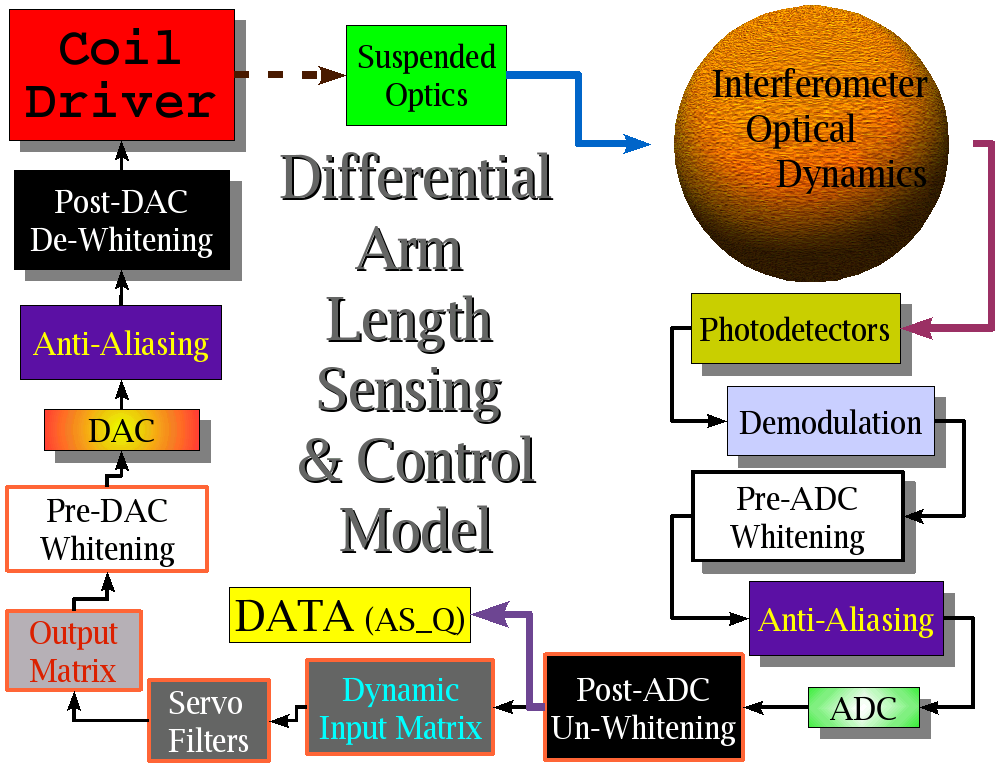 Coil
Driver
Suspended
Optics
Interferometer
Optical
Dynamics
Differential
Arm
Length
Sensing
& Control
Model
Post-DAC
De-Whitening
Anti-Aliasing
DAC
Pre-DAC
Whitening
Output
Matrix
Photodetectors
Demodulation
Pre-ADC
Whitening
Anti-Aliasing
ADC
DATA (AS_Q)
Post-ADC
Un-Whitening
Dynamic
Input Matrix
Servo
Filters